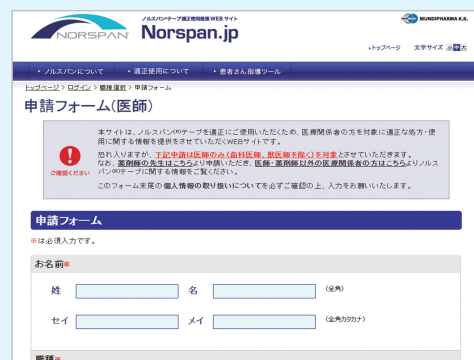 NORSPAN
ノルスパンテープ適正使用推進WEBサイト
Norspan.jp
MUNDIPHARMA K.K.
トップページ 文字サイズ 小 中 大
・ノルスパンについて ・適正使用について ・患者さん指導ツール
トップページ > ログイン > 職種選択 > 申請フォーム
申請フォーム(医師)
本サイトは、ノルスパン®テープを適正にご使用いただくため、医療関係者の方を対象に適正な処方・使
用に関する情報を提供をさせていただくWEBサイトです。
恐れ入りますが、下記申請は医師のみ(歯科医師、獣医師を除く)を対象とさせていただきます。
なお、薬剤師の先生はこちらより申請いただき、医師・薬剤師以外の医療関係者の方はこちらよりノルス
パン®テープに関する情報をご覧ください。
ご確認ください
このフォーム末尾の個人情報の取り扱いについてを必ずご確認の上、入力をお願いいたします。
申請フォーム
※は必須入力です。
お名前※
姓 名 (全角)
セイ メイ (全角カタカナ)
職種※